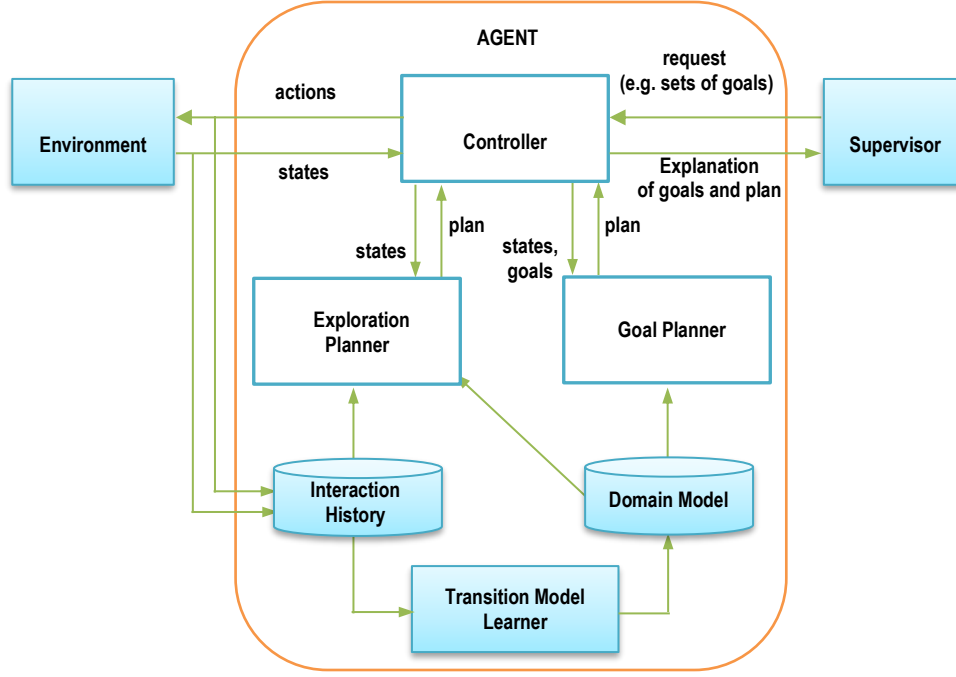 AGENT
request
(e.g. sets of goals)
actions
Environment
Controller
Supervisor
states
Explanation
of goals and plan
states
plan
states,
goals
plan
Exploration
Planner
Goal Planner
Interaction
History
Domain Model
Transition Model
Learner